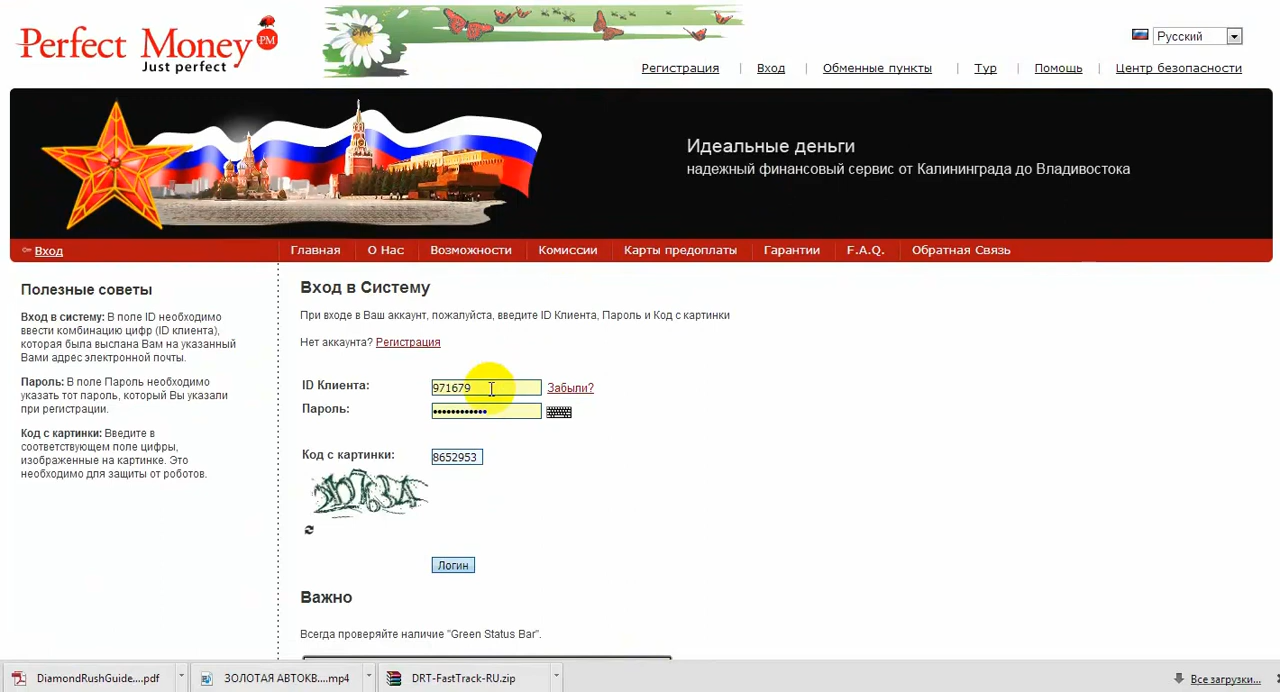 Perfect Money PM
Just perfect
Русский
Регистрация | Вход | Обменные пункты | Тур | Помощь | Центр безопасности
Идеальные деньги
надежный финансовый сервис от Калининграда до Владивостока
Вход
Главная О Нас Возможности Комиссии Карты предоплаты Гарантии F.A.Q. Обратная Связь
Полезные советы
Вход в систему: В поле ID необходимо
ввести комбинацию цифр (ID клиента),
которая была выслана Вам на указанный
Вами адрес электронной почты.
Пароль: В поле Пароль необходимо
указать тот пароль, который Вы указали
при регистрации.
Код с картинки: Введите в
соответствующем поле цифры,
изображенные на картинке. Это
необходимо для защиты от роботов.
Вход в Систему
При входе в Ваш аккаунт, пожалуйста, введите ID Клиента, Пароль и Код с картинки
Нет аккаунта? Регистрация
ID Клиента: 971679 Забыли?
Пароль: ••••••••••••
Код с картинки: 8652953
Логин
Важно
Всегда проверяйте наличие "Green Status Bar".
DiamondRushGuide....pdf
ЗОЛОТАЯ АВТОКВ....mp4
DRT-FastTrack-RU.zip
Все загрузки...